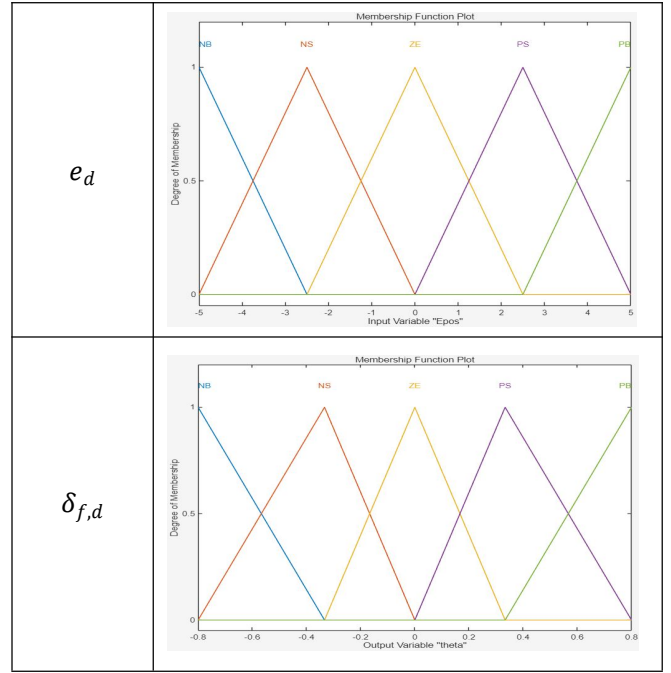 Membership Function Plot
NB NS ZE PS PB
1
0.5
0
Degree of Membership
-5 -4 -3 -2 -1 0 1 2 3 4 5
Input Variable "Epos"
e_d
Membership Function Plot
NB NS ZE PS PB
1
0.5
0
Degree of Membership
-0.8 -0.6 -0.4 -0.2 0 0.2 0.4 0.6 0.8
Output Variable "theta"
δ_{f,d}